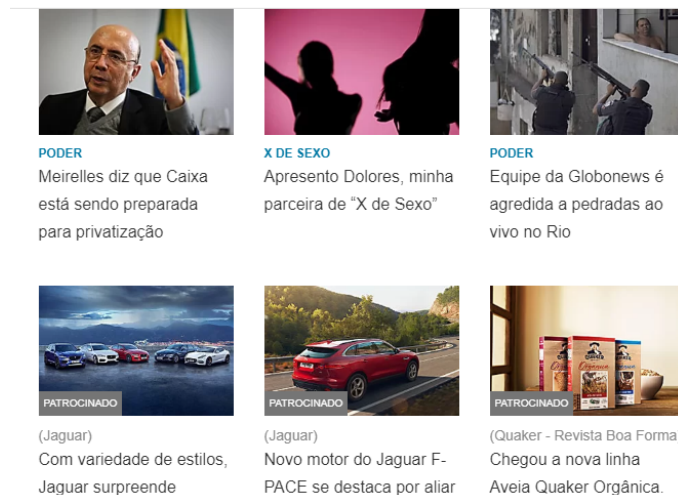 PODER
Meirelles diz que Caixa
está sendo preparada
para privatização
X DE SEXO
Apresento Dolores, minha
parceira de “X de Sexo”
PODER
Equipe da Globonews é
agredida a pedradas ao
vivo no Rio
PATROCINADO
(Jaguar)
Com variedade de estilos,
Jaguar surpreende
PATROCINADO
(Jaguar)
Novo motor do Jaguar F-
PACE se destaca por aliar
QUAKER
Orgânica
PATROCINADO
(Quaker - Revista Boa Forma
Chegou a nova linha
Aveia Quaker Orgânica.